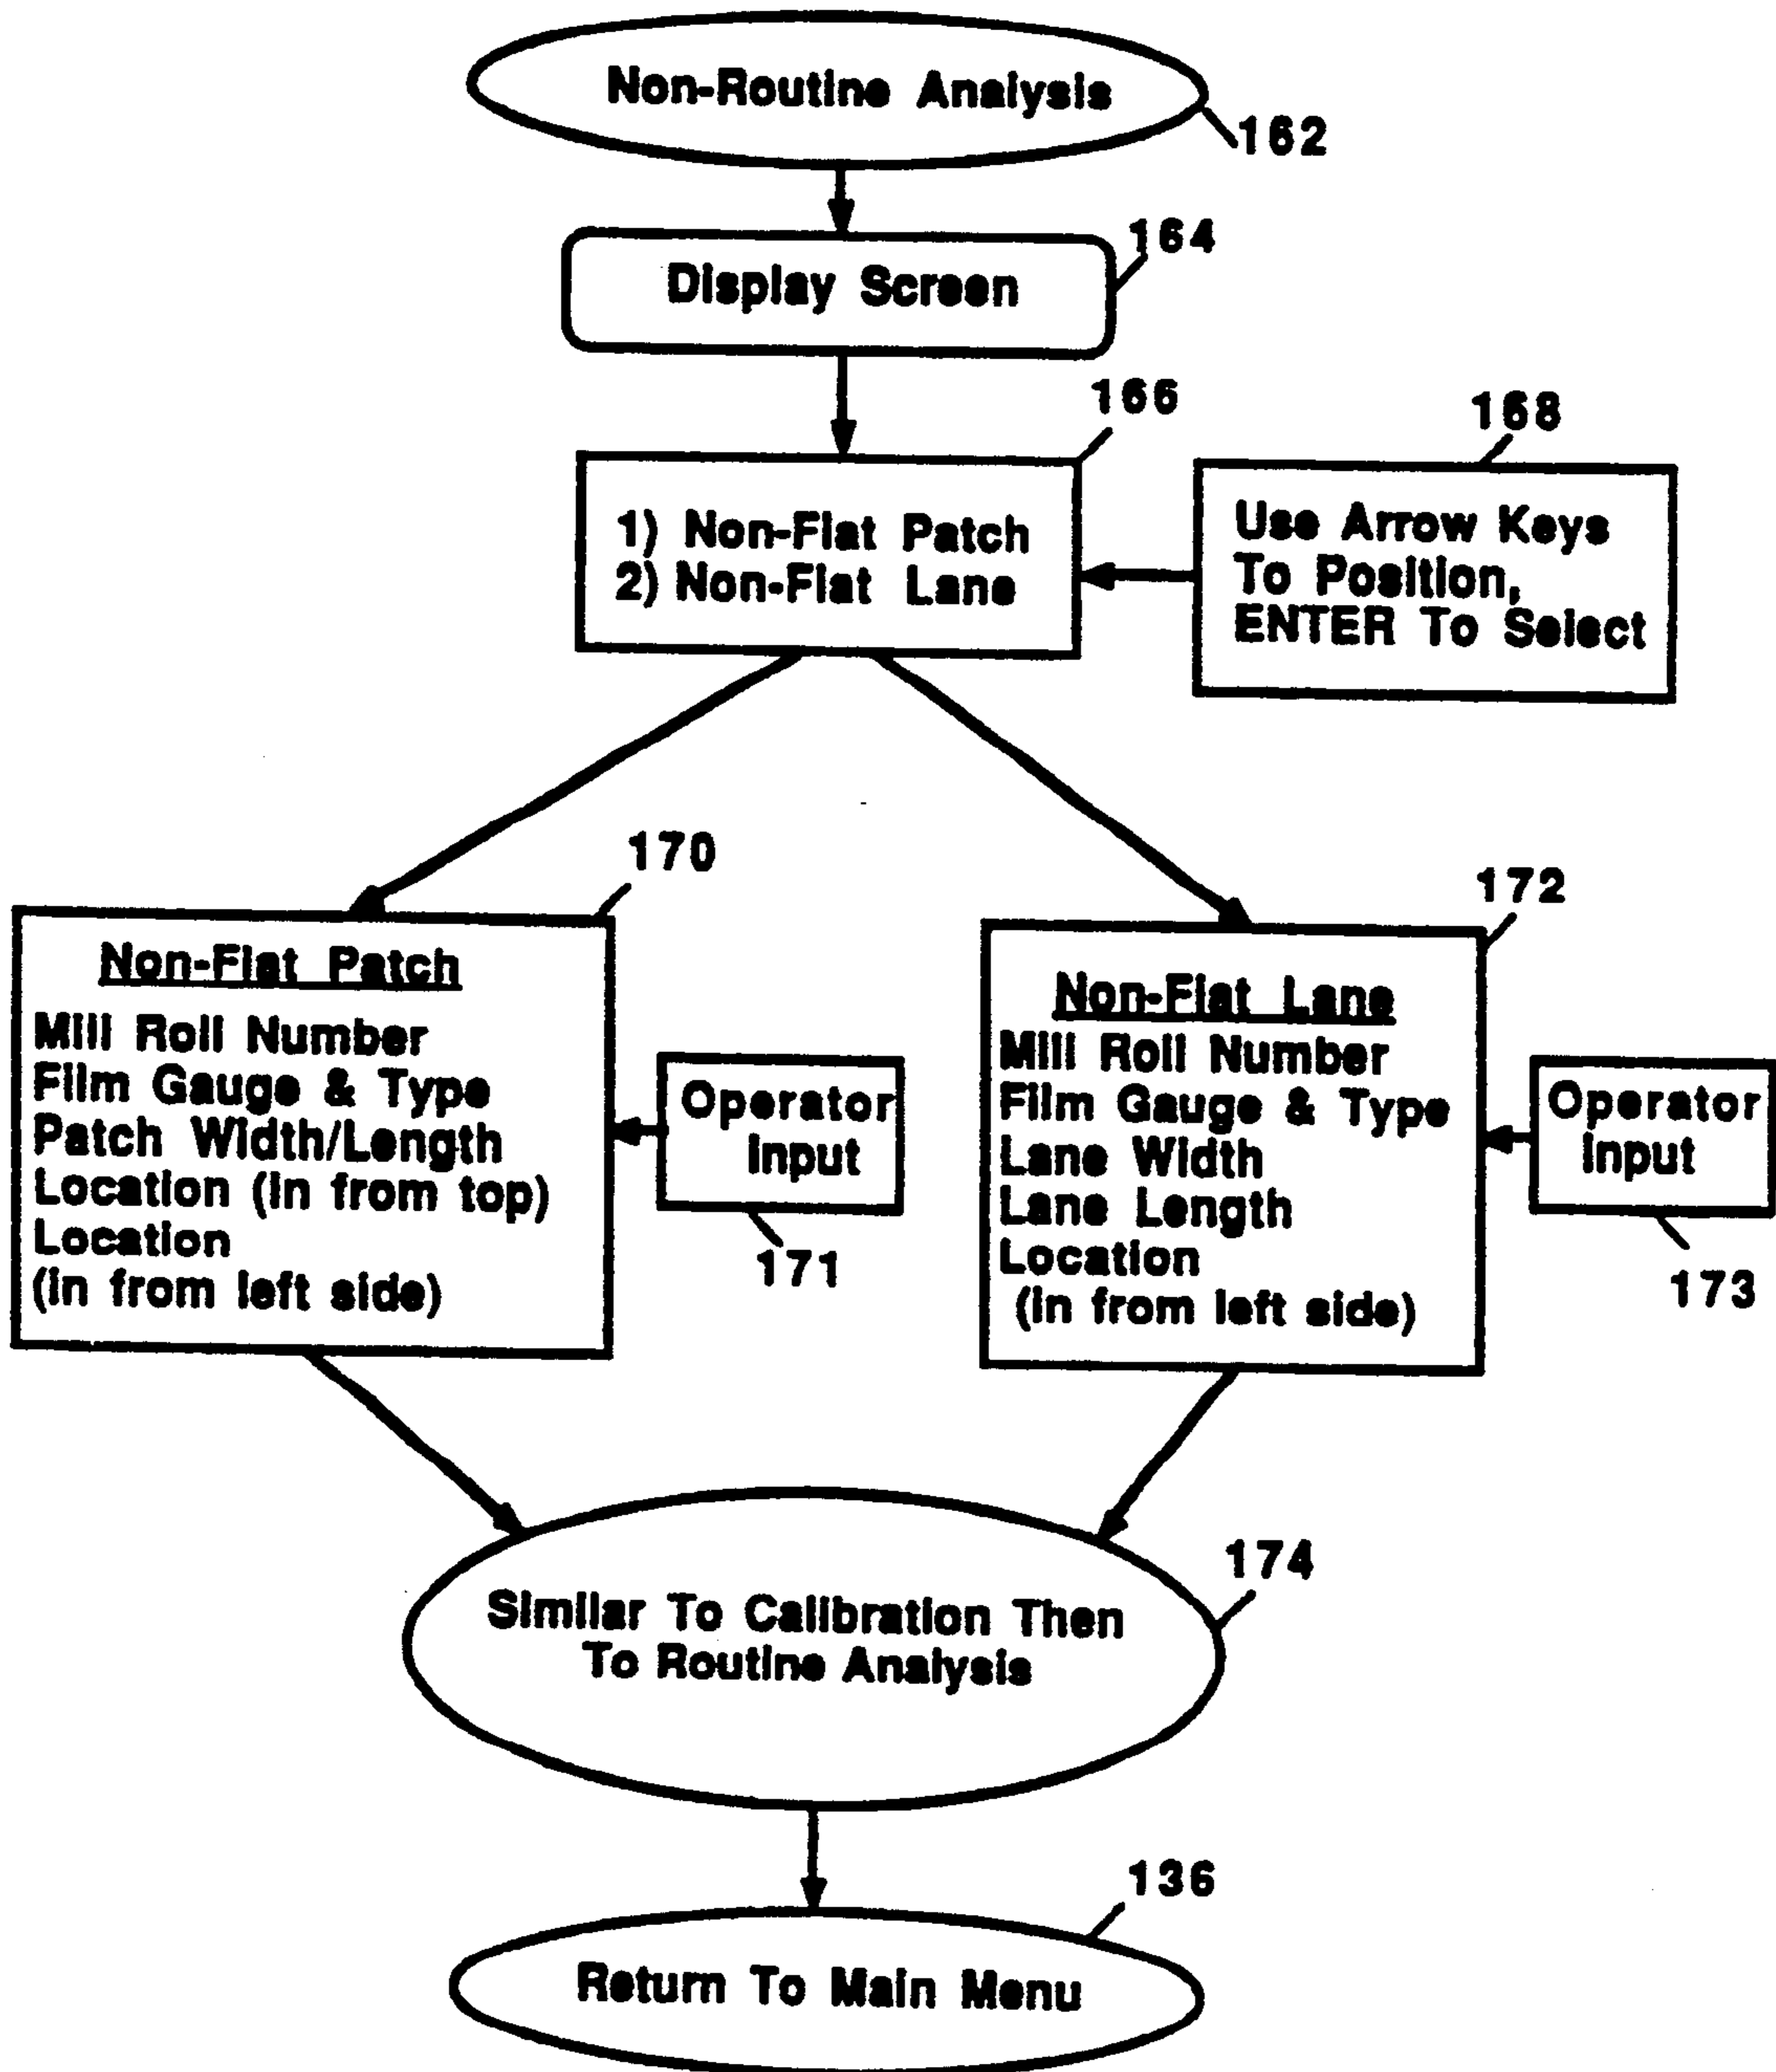 Non-Routine Analysis
162
164
Display Screen
166
168
1) Non-Flat Patch
2) Non-Flat Lane
Use Arrow Keys
To Position,
ENTER To Select
170
172
Non-Flat Patch
Mill Roll Number
Film Gauge & Type
Patch Width/Length
Location (in from top)
Location
(in from left side)
Operator
Input
171
Non-Flat Lane
Mill Roll Number
Film Gauge & Type
Lane Width
Lane Length
Location
(in from left side)
Operator
Input
173
174
Similar To Calibration Then
To Routine Analysis
136
Return To Main Menu